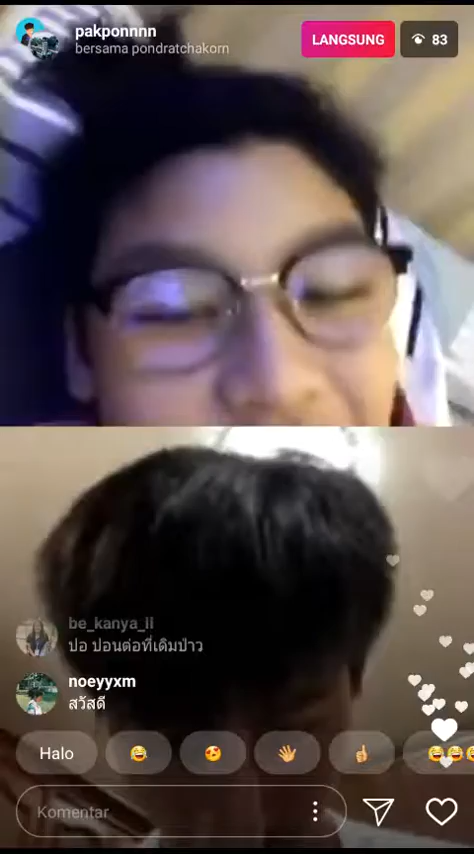 pakponnnn
bersama pondratchakorn
LANGSUNG
83
be_kanya_ll
ปอ ปอนต่อที่เดิมป่าว
noeyyxm
สวัสดี
Halo
Komentar